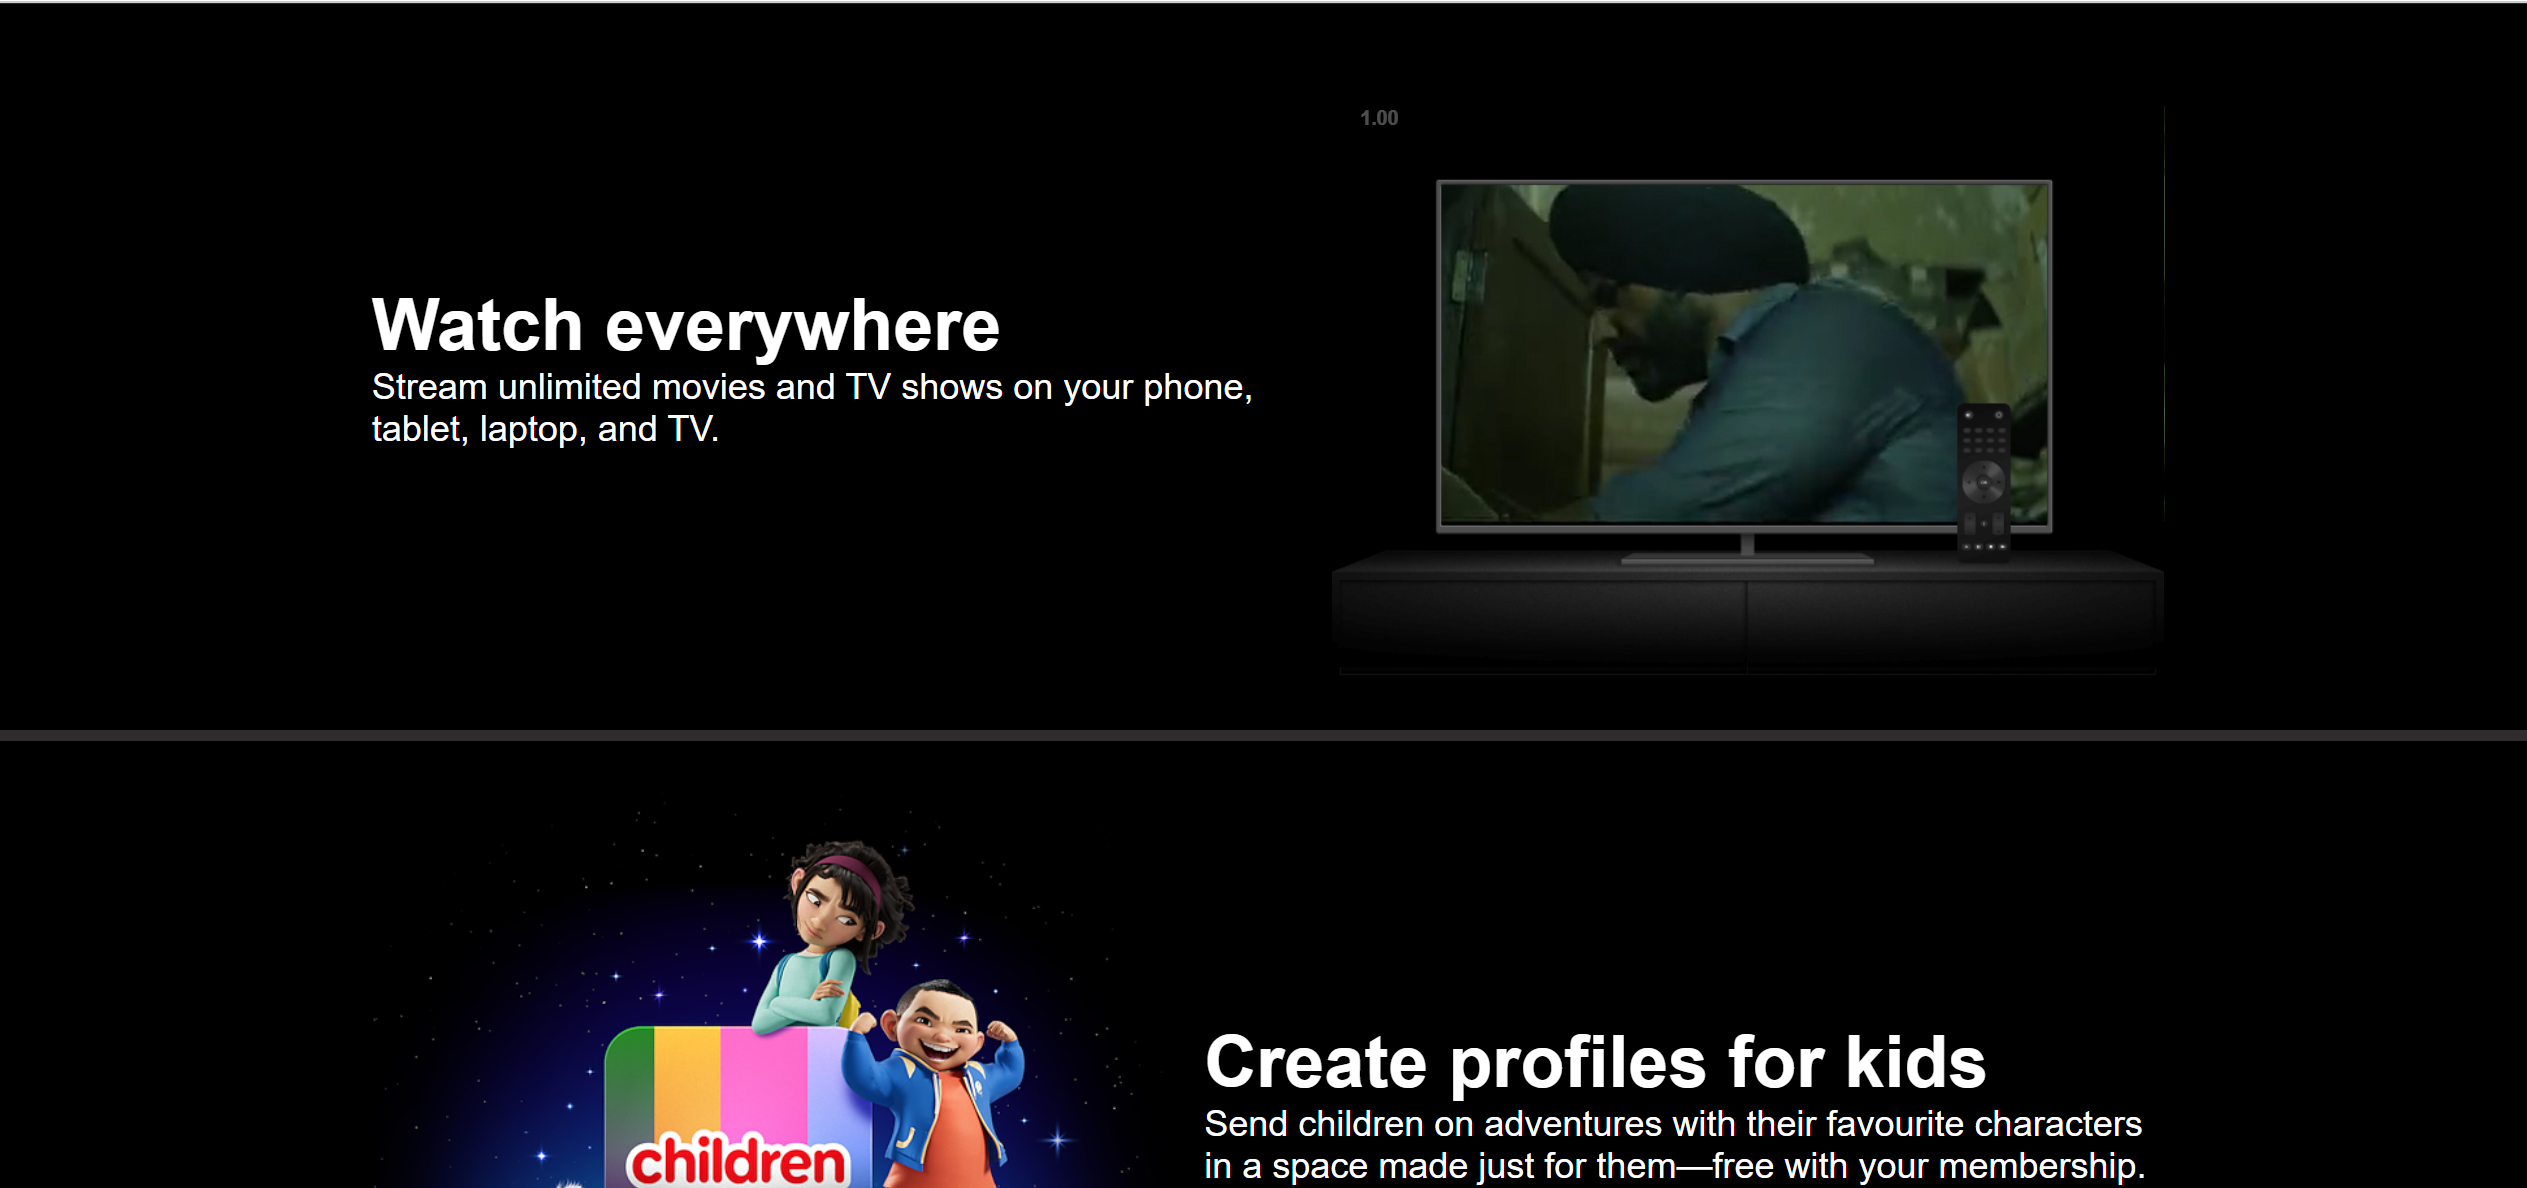 1.00
Watch everywhere
Stream unlimited movies and TV shows on your phone,
tablet, laptop, and TV.
children
Create profiles for kids
Send children on adventures with their favourite characters
in a space made just for them—free with your membership.